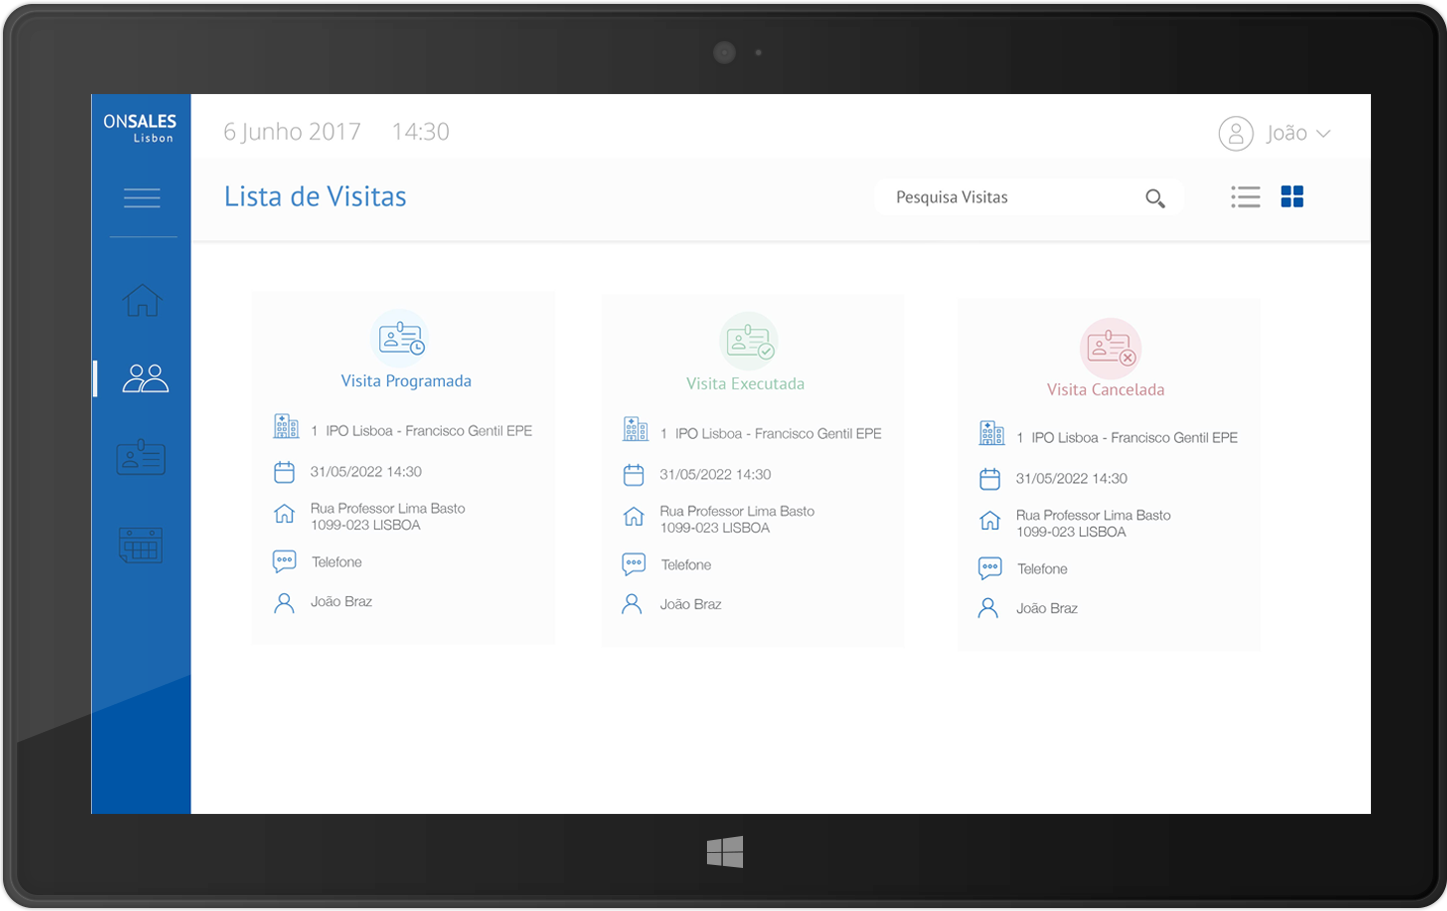 ONSALES
Lisbon
6 Junho 2017 14:30
João
Lista de Visitas
Pesquisa Visitas
Visita Programada
1 IPO Lisboa - Francisco Gentil EPE
31/05/2022 14:30
Rua Professor Lima Basto
1099-023 LISBOA
Telefone
João Braz
Visita Executada
1 IPO Lisboa - Francisco Gentil EPE
31/05/2022 14:30
Rua Professor Lima Basto
1099-023 LISBOA
Telefone
João Braz
Visita Cancelada
1 IPO Lisboa - Francisco Gentil EPE
31/05/2022 14:30
Rua Professor Lima Basto
1099-023 LISBOA
Telefone
João Braz